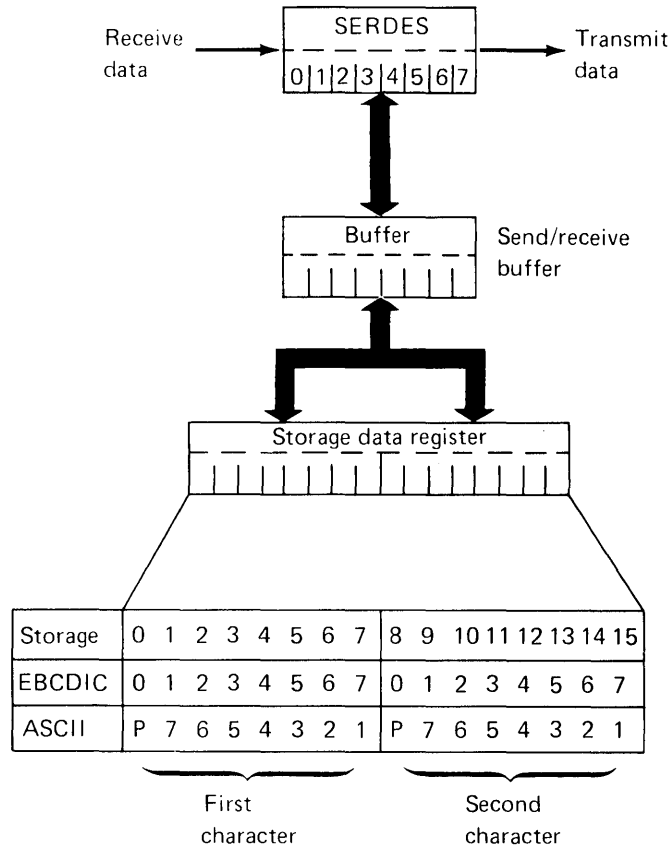 SERDES
Receive data
Transmit data
0 1 2 3 4 5 6 7
Buffer
Send/receive buffer
Storage data register
Storage 0 1 2 3 4 5 6 7 8 9 10 11 12 13 14 15
EBCDIC 0 1 2 3 4 5 6 7 0 1 2 3 4 5 6 7
ASCII P 7 6 5 4 3 2 1 P 7 6 5 4 3 2 1
First character
Second character